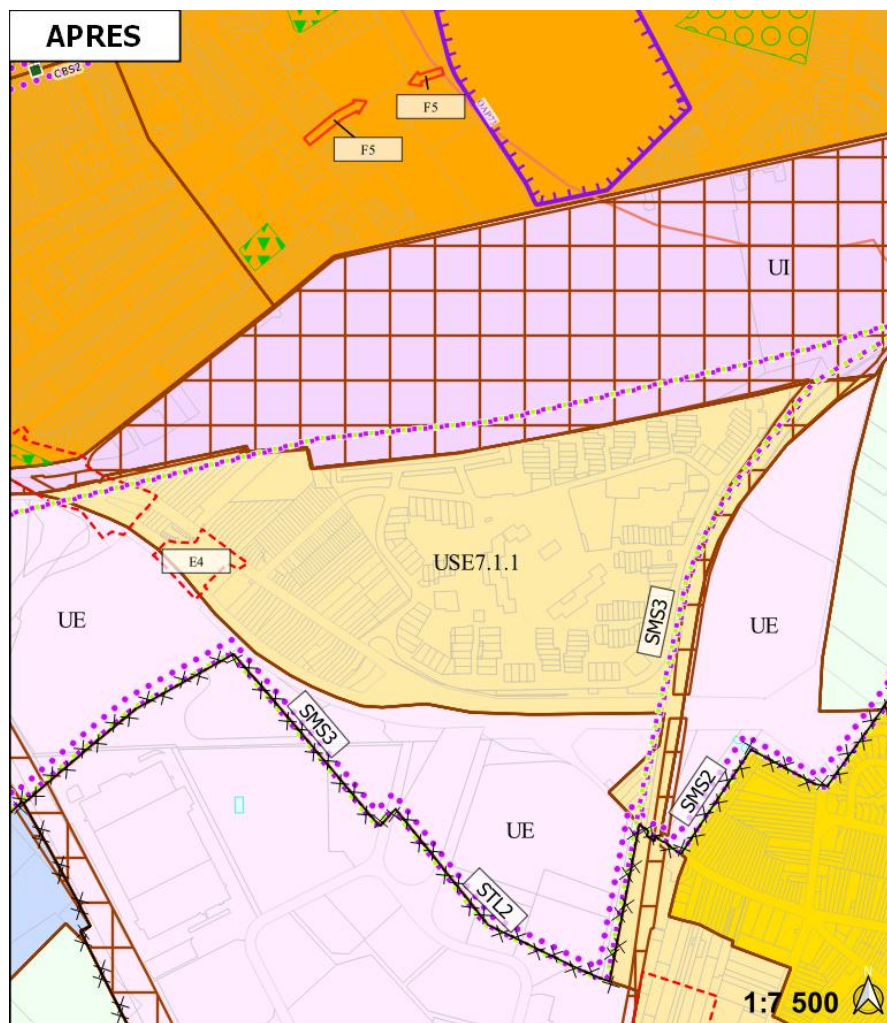 APRES
CBS2
F5
F5
UI
USE7.1.1
E4
UE
SMS3
UE
SMS3
SMS2
UE
STL2
1:7 500
N